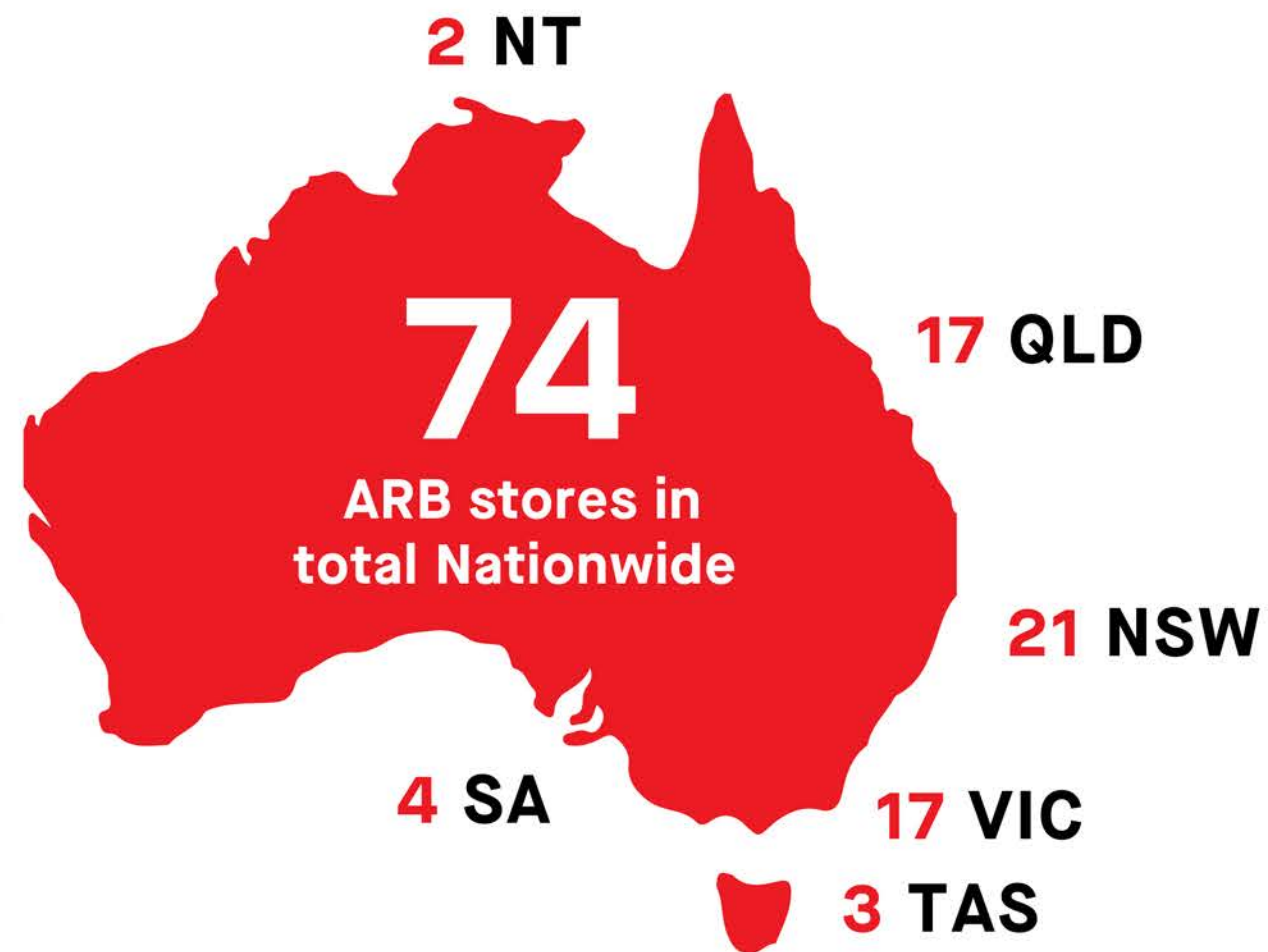 2 NT
74
ARB stores in
total Nationwide
17 QLD
21 NSW
4 SA
17 VIC
3 TAS